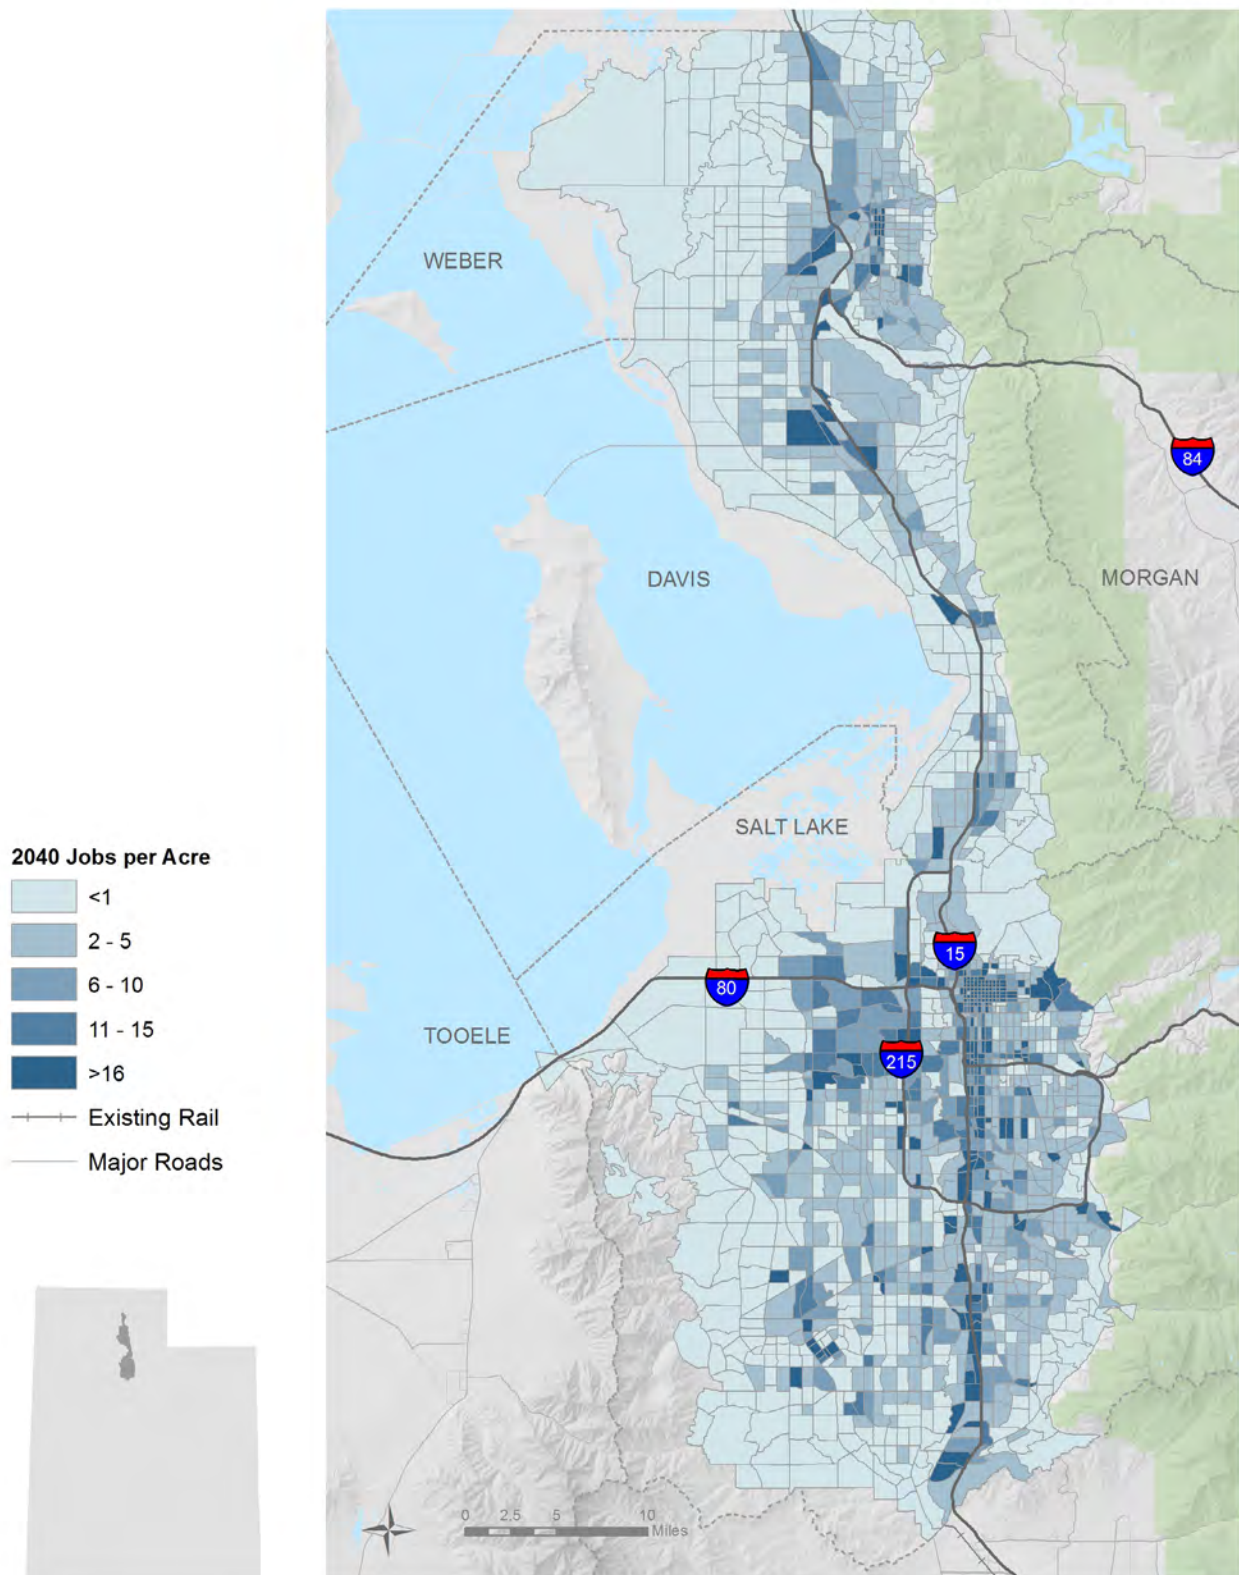 WEBER
84
DAVIS
MORGAN
SALT LAKE
2040 Jobs per Acre
<1
2 - 5
6 - 10
11 - 15
>16
Existing Rail
Major Roads
15
80
TOOELE
215
0 2.5 5 10
Miles